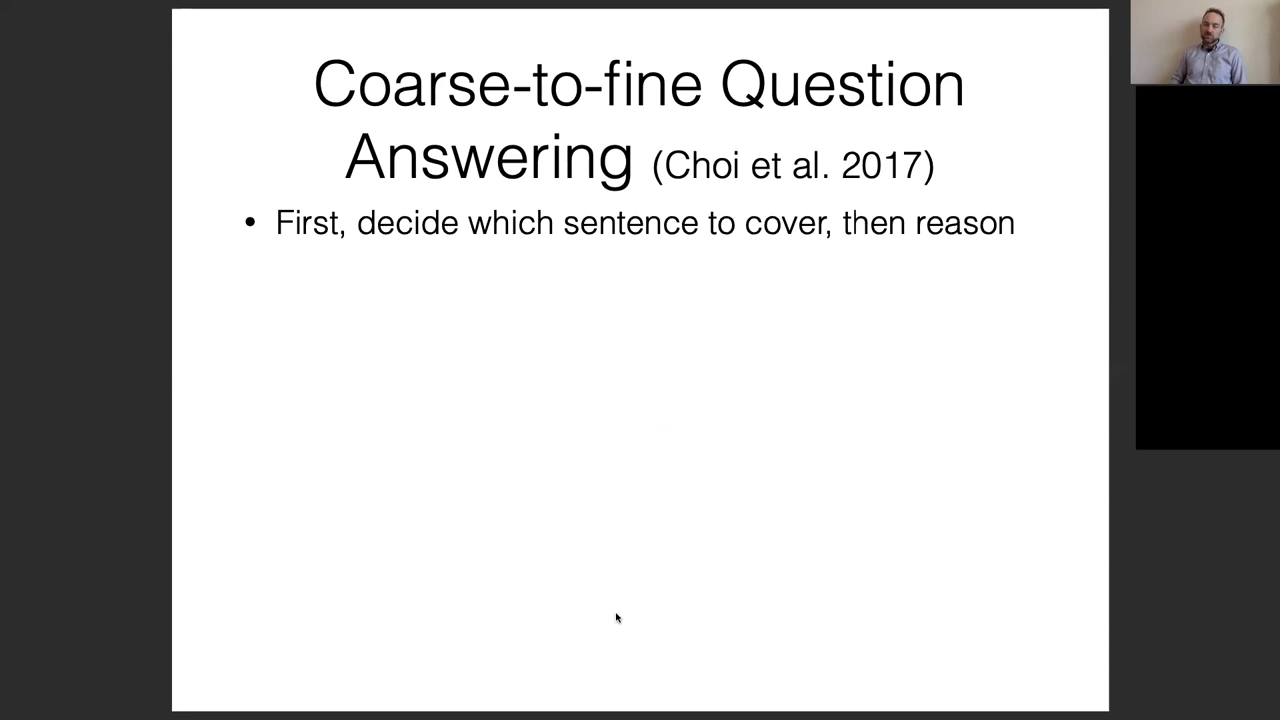 Coarse-to-fine Question
Answering (Choi et al. 2017)
• First, decide which sentence to cover, then reason